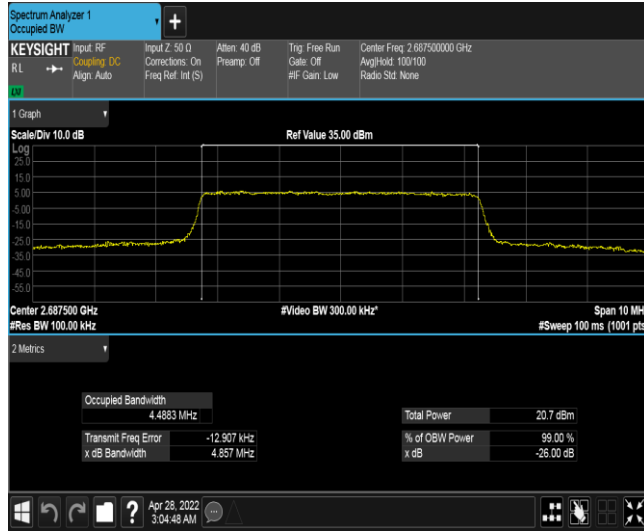 Spectrum Analyzer 1
Occupied BW
+
KEYSIGHT Input: RF Input Z: 50 Ω Atten: 40 dB Trig: Free Run Center Freq: 2.687500000 GHz
RL Coupling: DC Corrections: On Preamp: Off Gate: Off Avg|Hold: 100/100
Align: Auto Freq Ref: Int (S) #IF Gain: Low Radio Std: None
1 Graph
Scale/Div 10.0 dB Ref Value 35.00 dBm
Log
25.0
15.0
5.00
-5.00
-15.0
-25.0
-35.0
-45.0
-55.0
Center 2.687500 GHz #Video BW 300.00 kHz* Span 10 MH
#Res BW 100.00 kHz #Sweep 100 ms (1001 pts
2 Metrics
Occupied Bandwidth
4.4883 MHz Total Power 20.7 dBm
Transmit Freq Error -12.907 kHz % of OBW Power 99.00 %
x dB Bandwidth 4.857 MHz x dB -26.00 dB
? Apr 28, 2022
3:04:48 AM